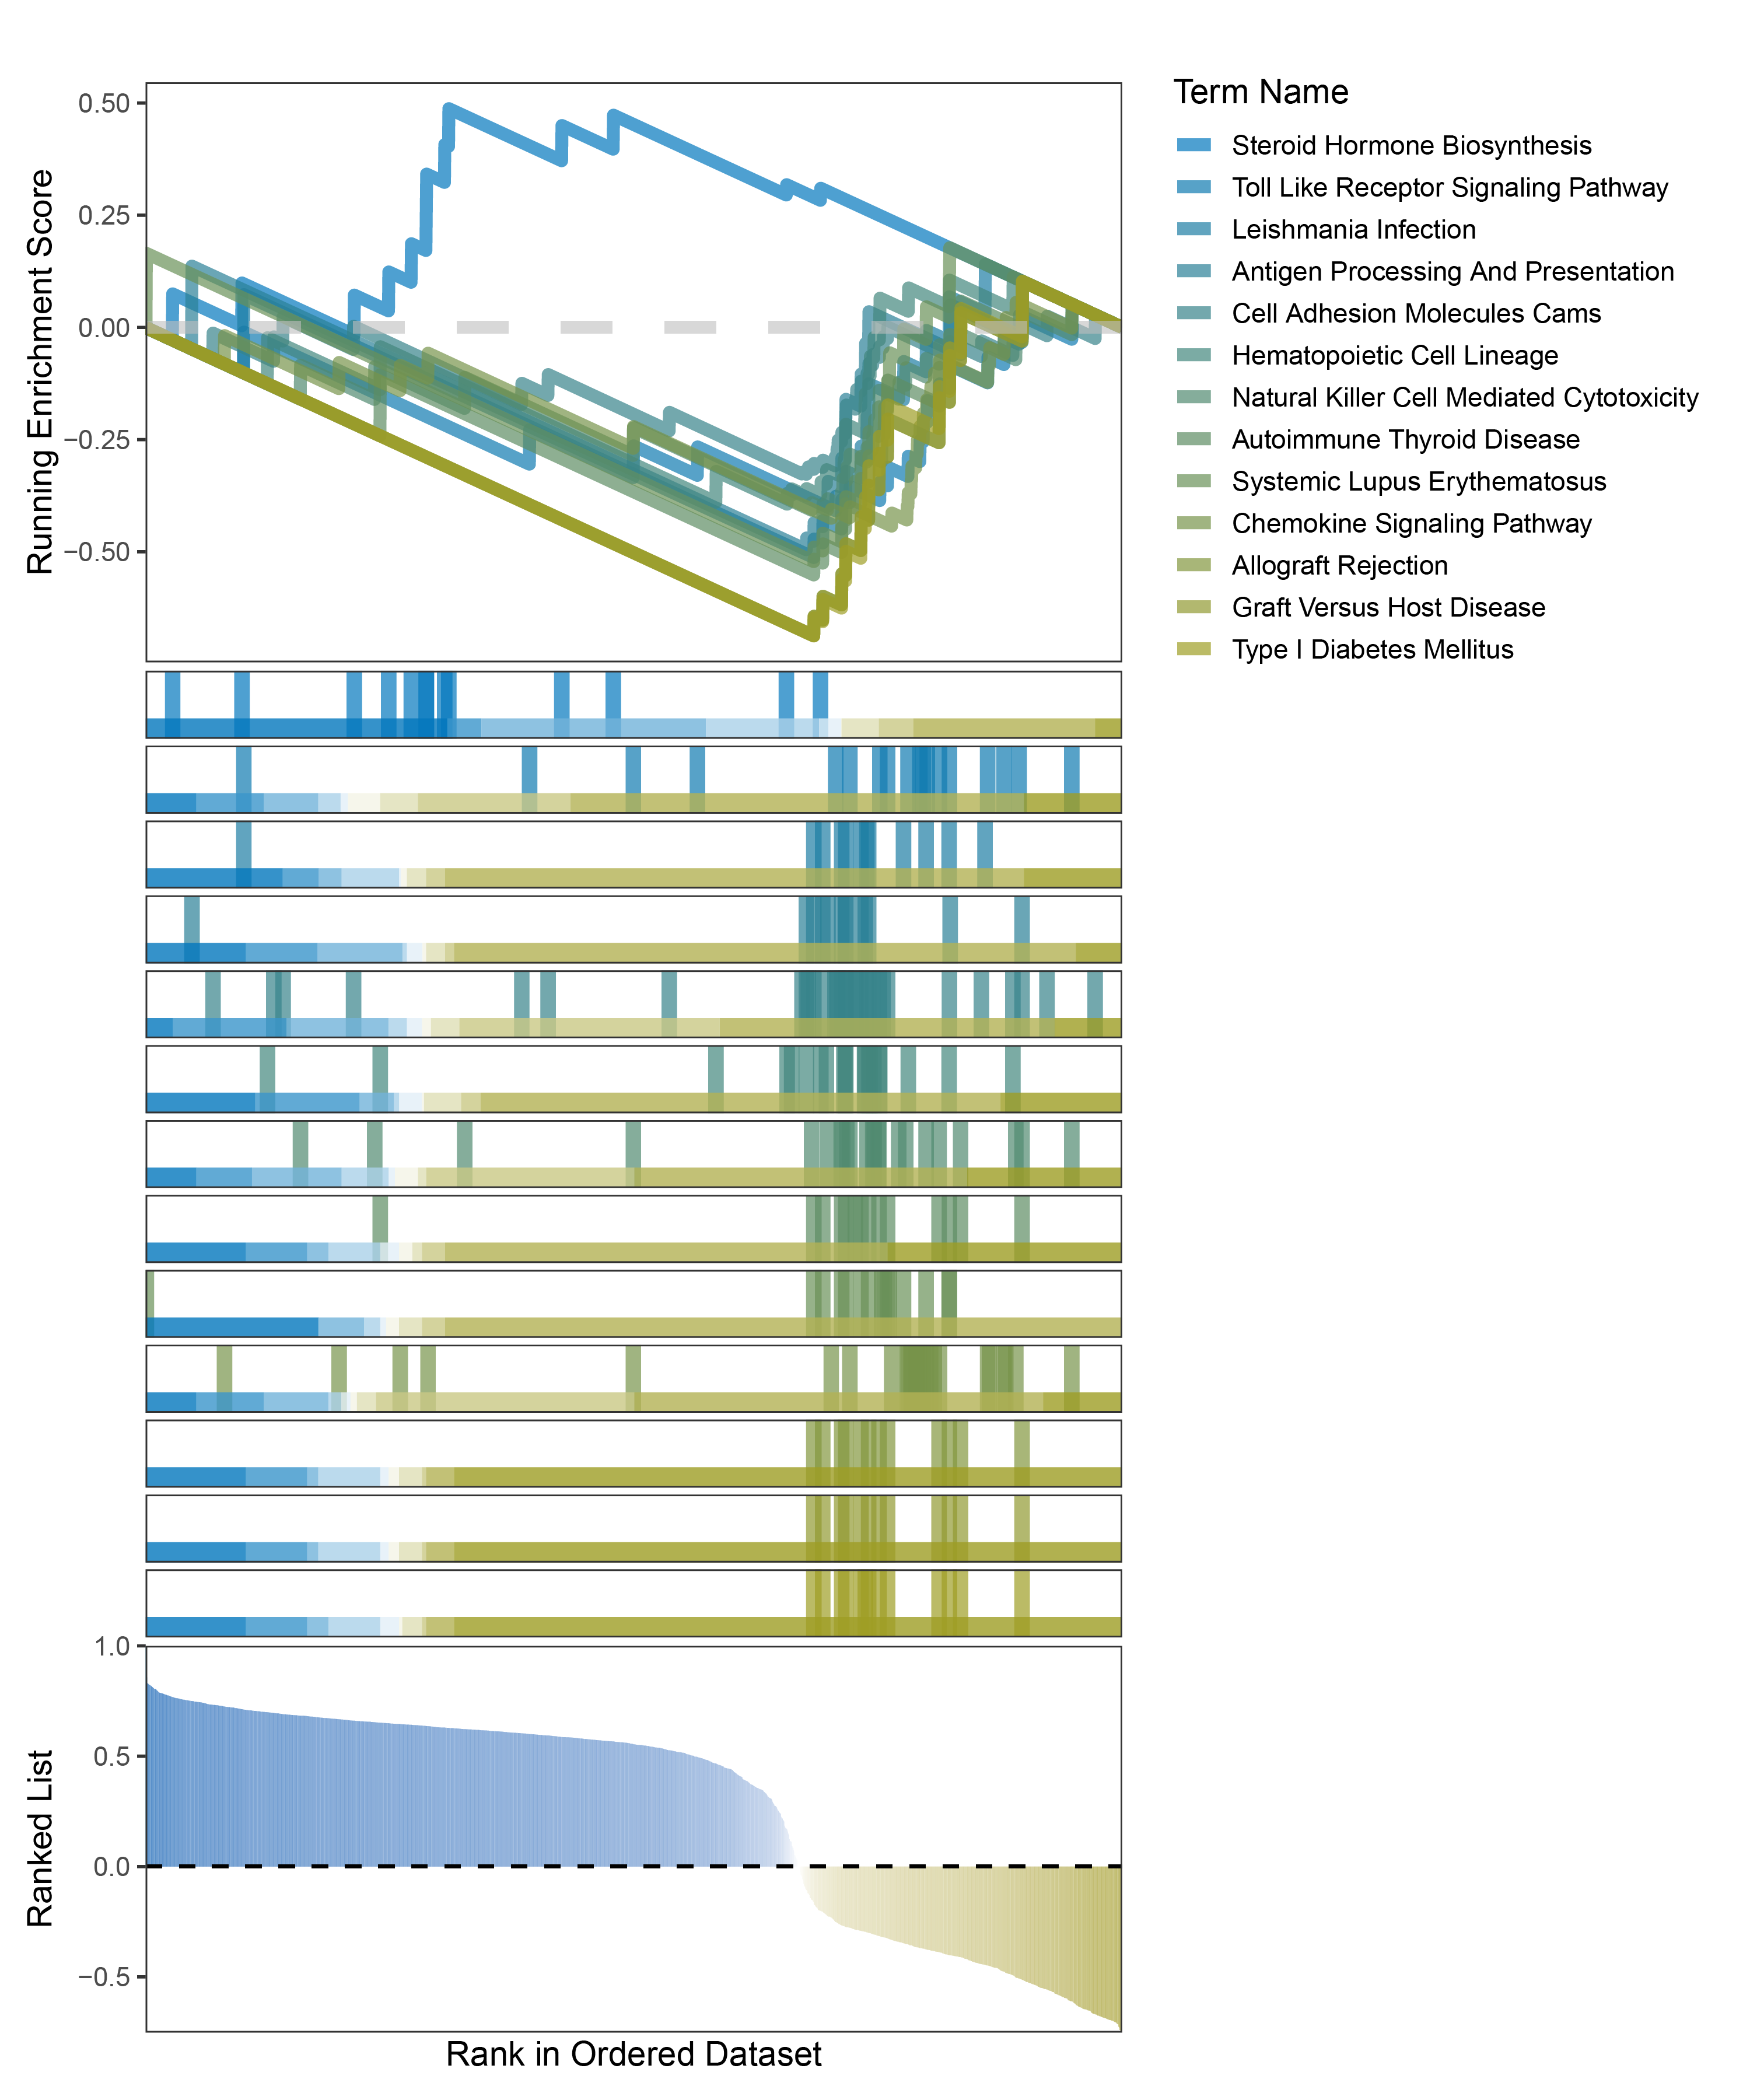 Term Name
Steroid Hormone Biosynthesis
Toll Like Receptor Signaling Pathway
Leishmania Infection
Antigen Processing And Presentation
Cell Adhesion Molecules Cams
Hematopoietic Cell Lineage
Natural Killer Cell Mediated Cytotoxicity
Autoimmune Thyroid Disease
Systemic Lupus Erythematosus
Chemokine Signaling Pathway
Allograft Rejection
Graft Versus Host Disease
Type I Diabetes Mellitus
Running Enrichment Score
0.50
0.25
0.00
−0.25
−0.50
Ranked List
1.0
0.5
0.0
−0.5
Rank in Ordered Dataset